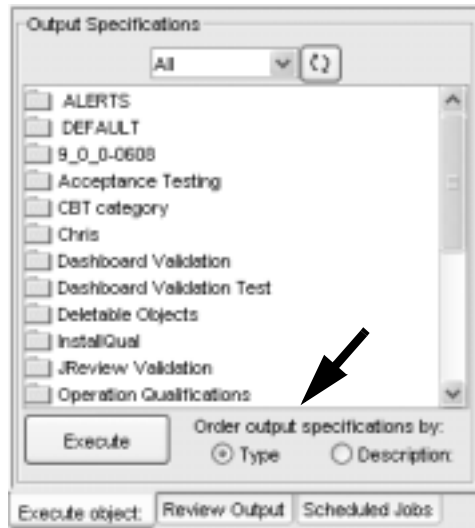 Output Specifications
All
ALERTS
DEFAULT
9_0_0-0608
Acceptance Testing
CBT category
Chris
Dashboard Validation
Dashboard Validation Test
Deletable Objects
InstallQual
JReview Validation
Operation Qualifications
Execute
Order output specifications by:
Type Description:
Execute object: Review Output Scheduled Jobs